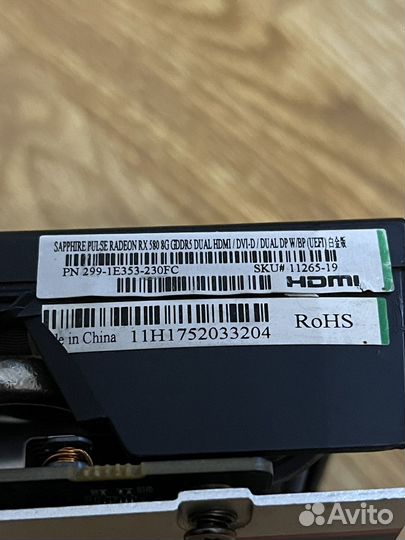 SAPPHIRE PULSE RADEON RX 580 8G GDDR5 DUAL HDMI / DVI-D / DUAL DP W/BP (UEFI) 白金版
PN 299-1E353-230FC SKU# 11265-19
HDMI
in China 11H1752033204 RoHS
Avito